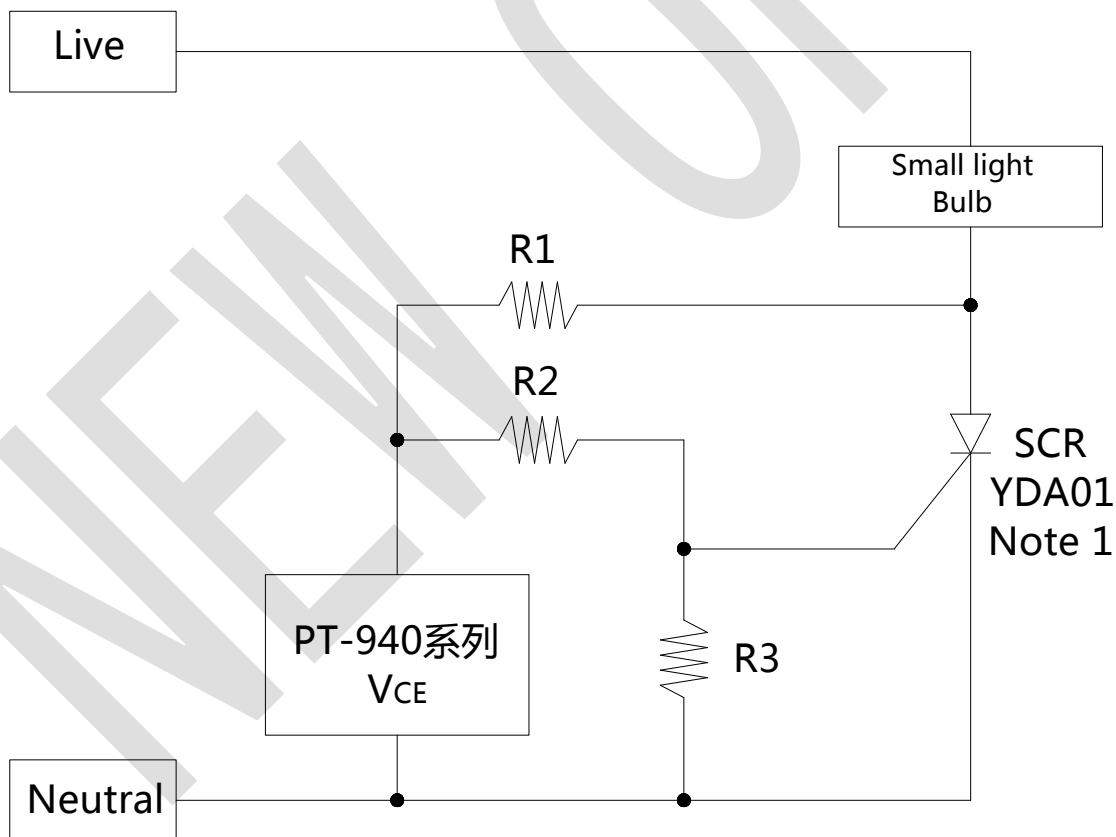 Live
Small light
Bulb
R1
R2
SCR
YDA01
Note 1
PT-940系列
VCE
R3
Neutral